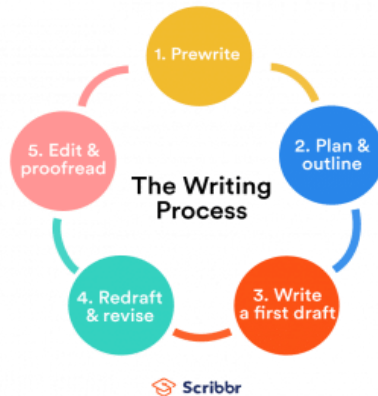 1. Prewrite
2. Plan &
outline
3. Write
a first draft
4. Redraft
& revise
5. Edit &
proofread
The Writing
Process
Scribbr